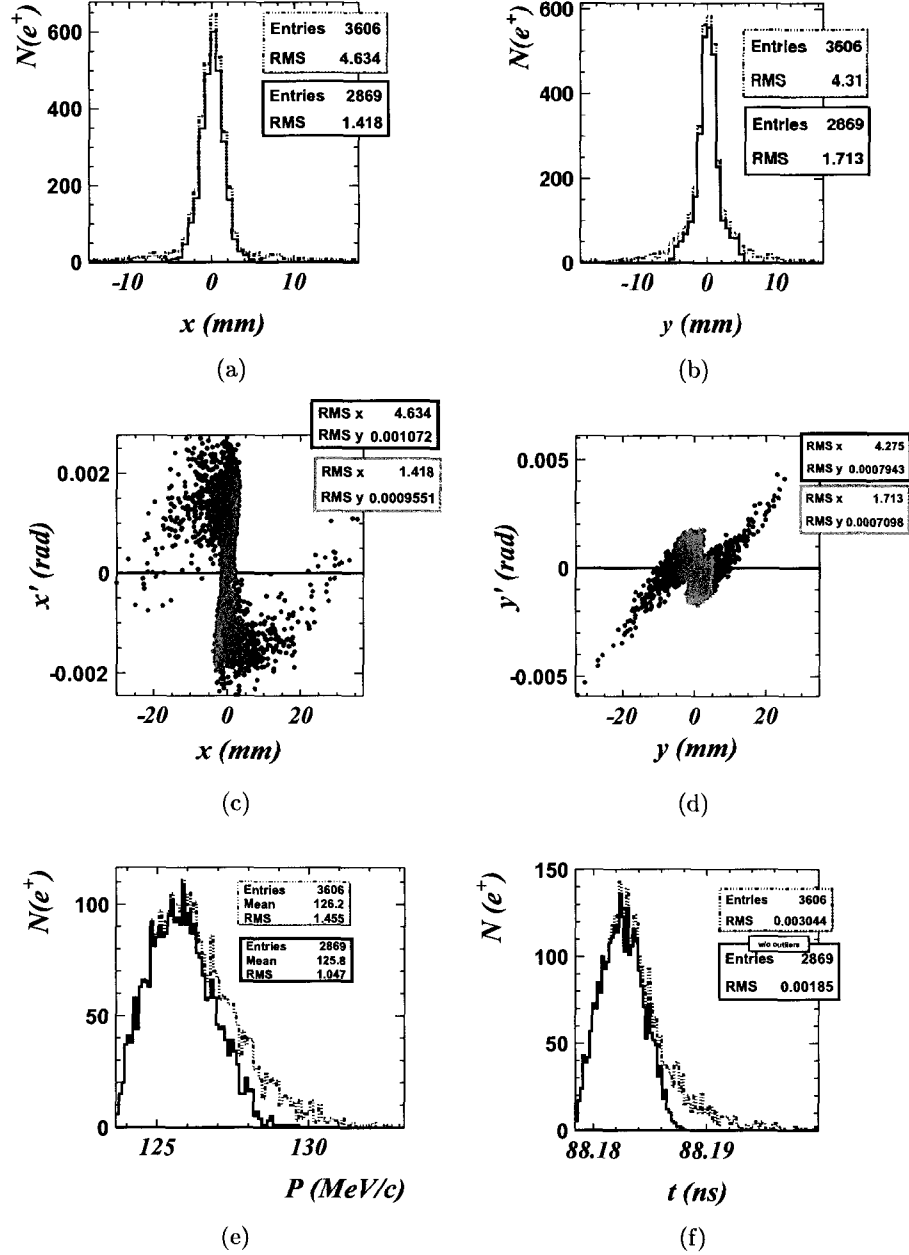 N(e+)
600
400
200
0
-10 0 10
x (mm)
Entries 3606
RMS 4.634
Entries 2869
RMS 1.418
(a)
N(e+)
600
400
200
0
-10 0 10
y (mm)
Entries 3606
RMS 4.31
Entries 2869
RMS 1.713
(b)
x' (rad)
0.002
0
-0.002
-20 0 20
x (mm)
RMS x 4.634
RMS y 0.001072
RMS x 1.418
RMS y 0.0009551
(c)
y' (rad)
0.005
0
-0.005
-20 0 20
y (mm)
RMS x 4.275
RMS y 0.0007943
RMS x 1.713
RMS y 0.0007098
(d)
N(e+)
100
50
0
125 130
P (MeV/c)
Entries 3606
Mean 126.2
RMS 1.455
Entries 2869
Mean 125.8
RMS 1.047
(e)
N (e+)
150
100
50
0
88.18 88.19
t (ns)
Entries 3606
RMS 0.003044
w/o outliers
Entries 2869
RMS 0.00185
(f)